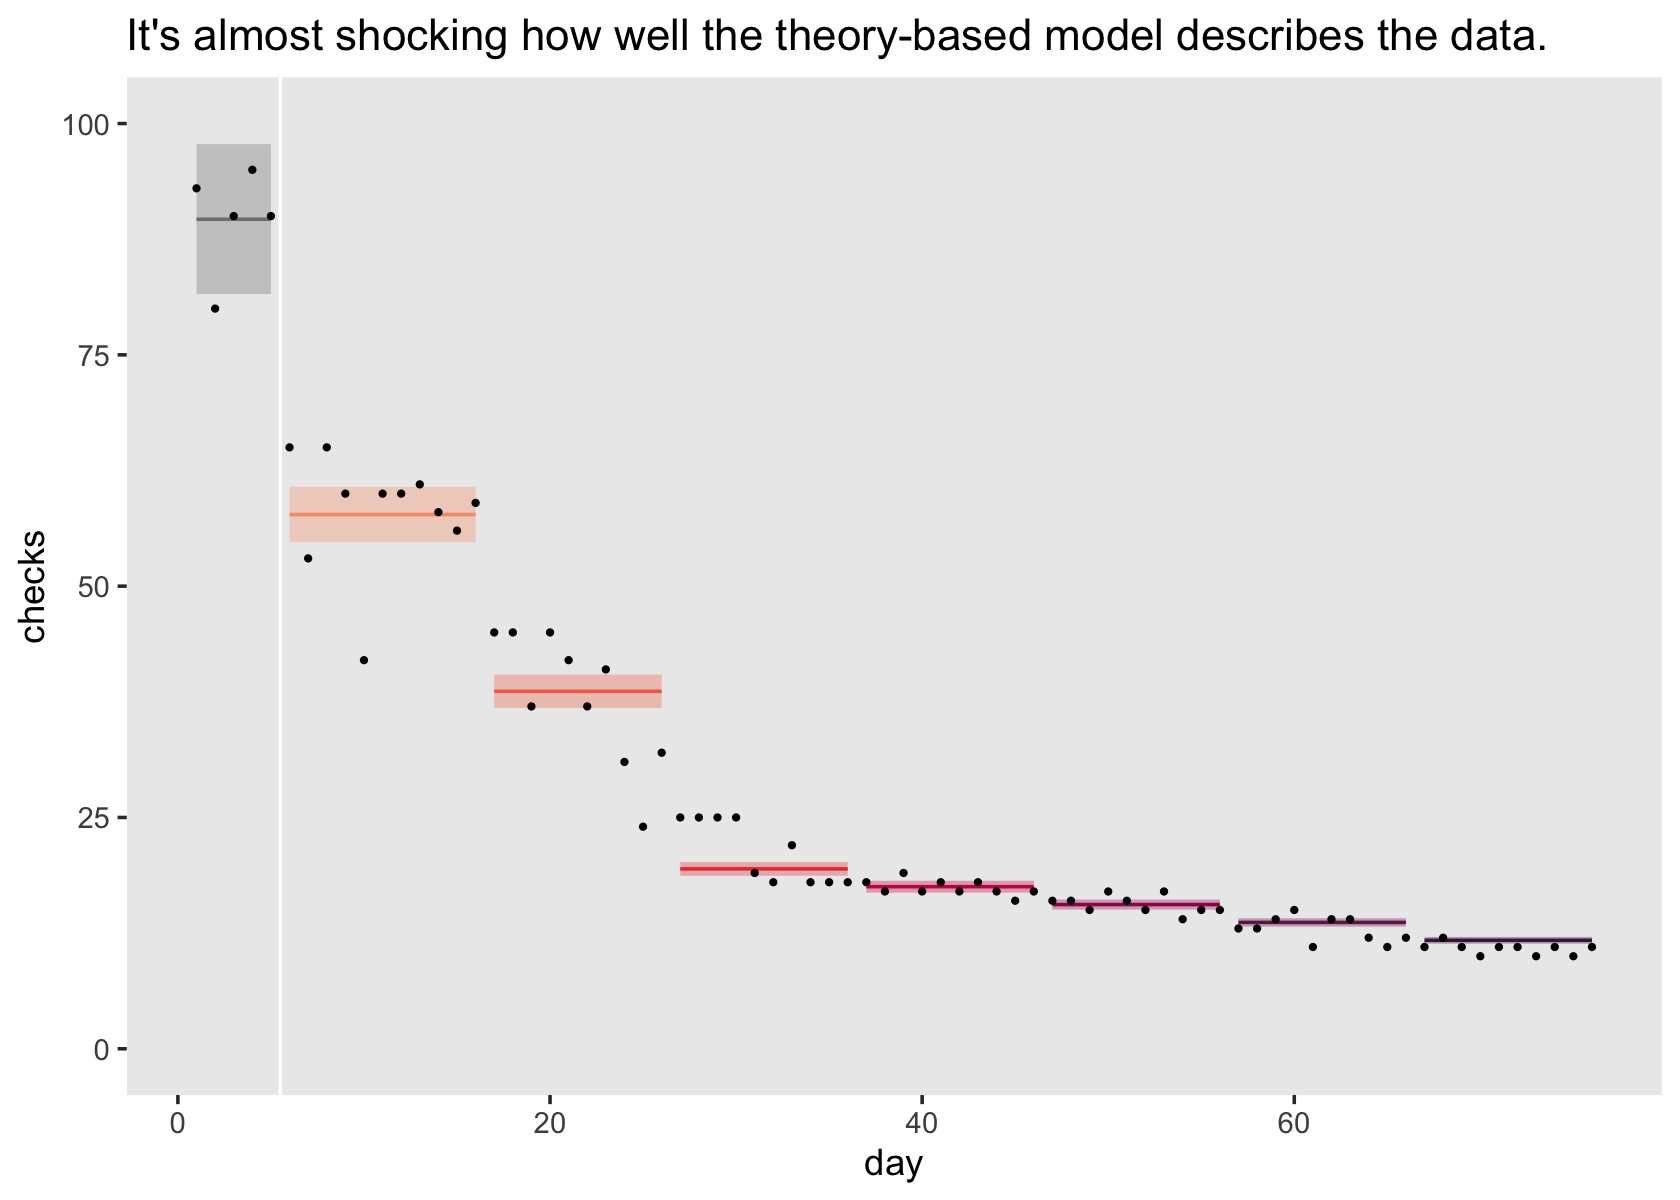 It's almost shocking how well the theory-based model describes the data.
100
75
50
25
0
checks
0 20 40 60
day